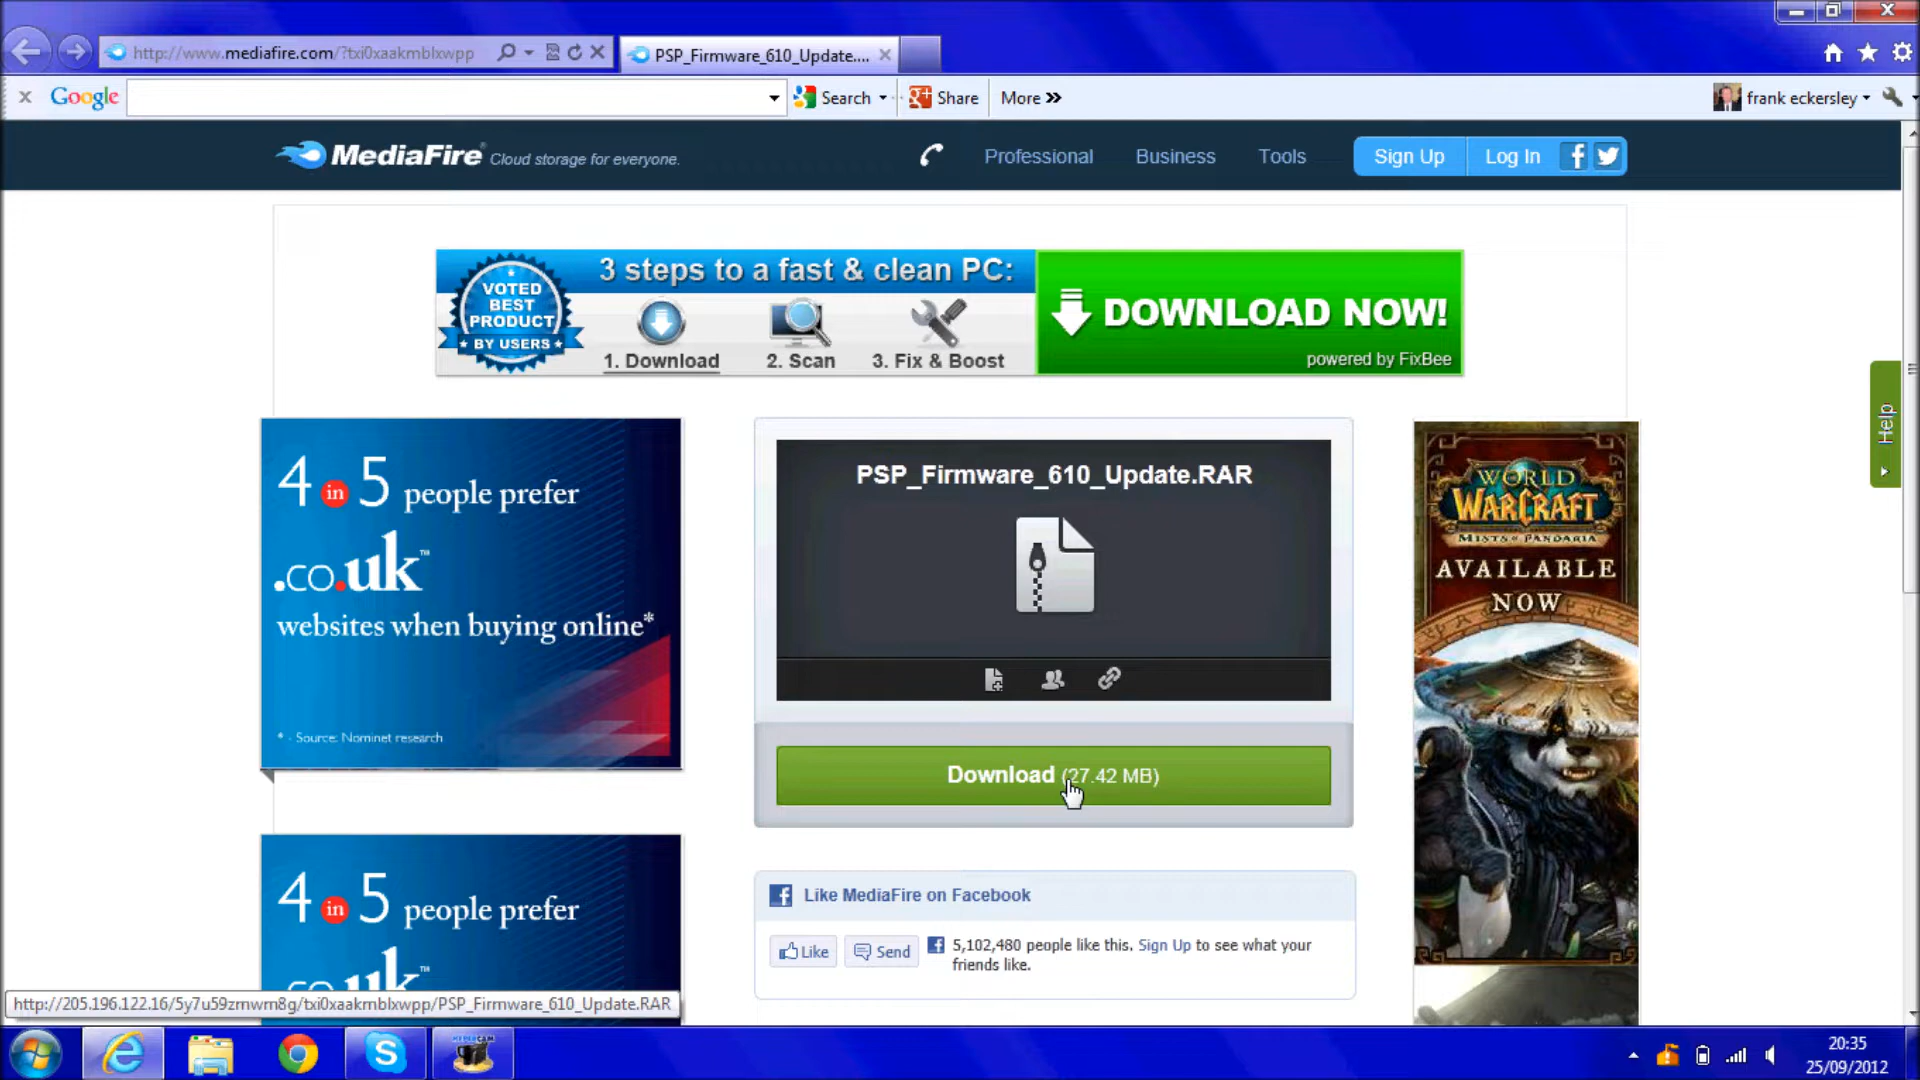 http://www.mediafire.com/?txi0xaakmblxwpp
PSP_Firmware_610_Update....
Google
Search
Share
More »
frank eckersley
MediaFire
Cloud storage for everyone.
Professional
Business
Tools
Sign Up
Log In
VOTED
BEST
PRODUCT
BY USERS
3 steps to a fast & clean PC:
1. Download
2. Scan
3. Fix & Boost
DOWNLOAD NOW!
powered by FixBee
Help
4 in 5 people prefer
.co.uk™
websites when buying online*
* - Source: Nominet research
PSP_Firmware_610_Update.RAR
Download (27.42 MB)
WORLD
WARCRAFT
MISTS of PANDARIA
AVAILABLE
NOW
Like MediaFire on Facebook
Like
Send
5,102,480 people like this. Sign Up to see what your
friends like.
4 in 5 people prefer
.co.uk™
http://205.196.122.16/5y7u59zmwm8g/txi0xaakmblxwpp/PSP_Firmware_610_Update.RAR
HYPERCAM
20:35
25/09/2012